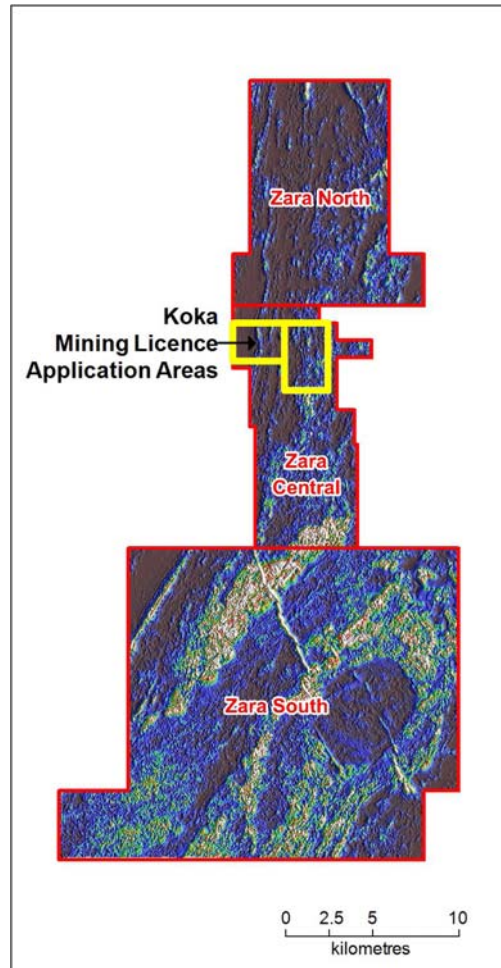 Zara North
Koka
Mining Licence
Application Areas
Zara
Central
Zara South
0 2.5 5 10
kilometres